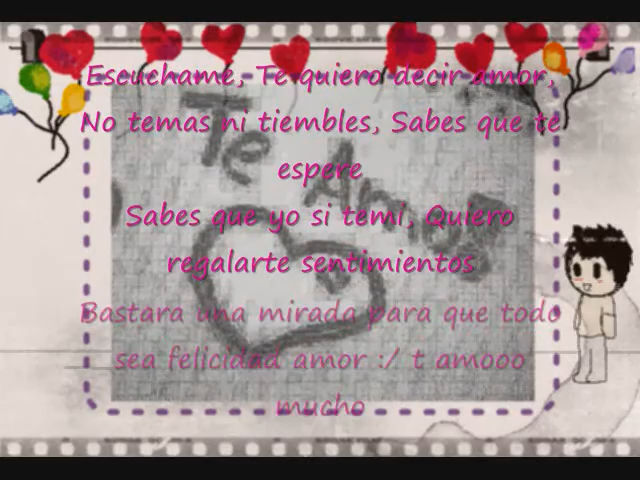 Escuchame, Te quiero decir amor,
No temas ni tiembles, Sabes que te
espere
Sabes que yo si temi, Quiero
regalarte sentimientos
Bastara una mirada para que todo
sea felicidad amor :/ t amooo
mucho
Te Amo